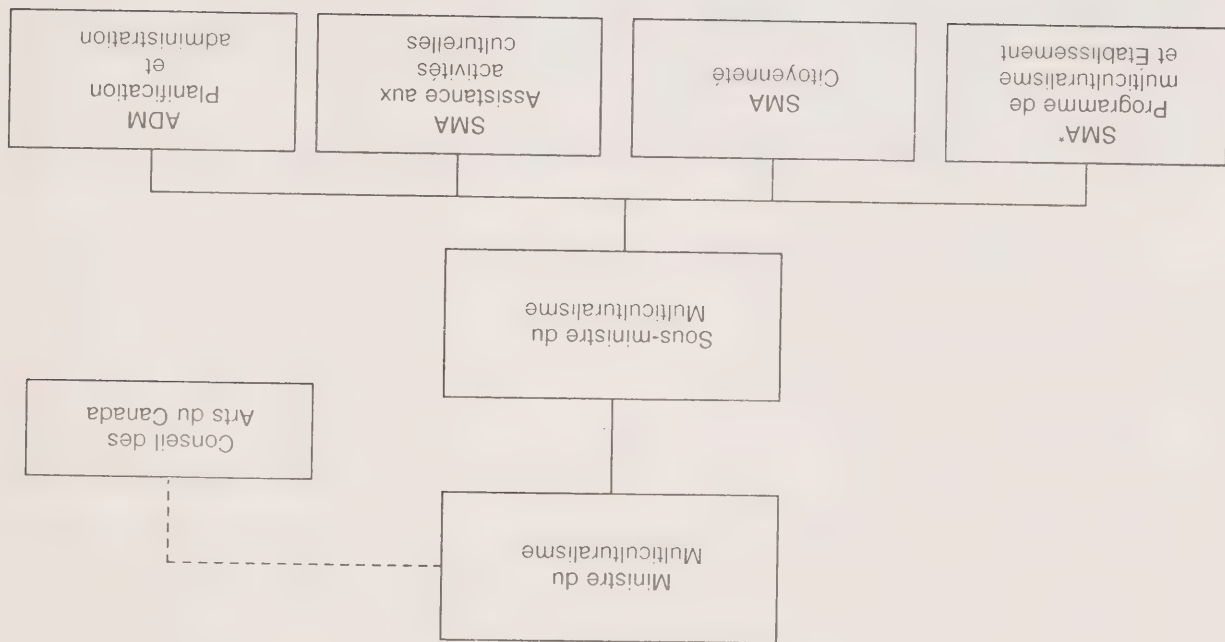 Ministre du
Multiculturalisme
Conseil des
Arts du Canada
Sous-ministre du
Multiculturalisme
SMA*
Programme de
multiculturalisme
et Etablissement
SMA
Citoyenneté
SMA
Assistance aux
activités
culturelles
ADM
Planification
et
administration